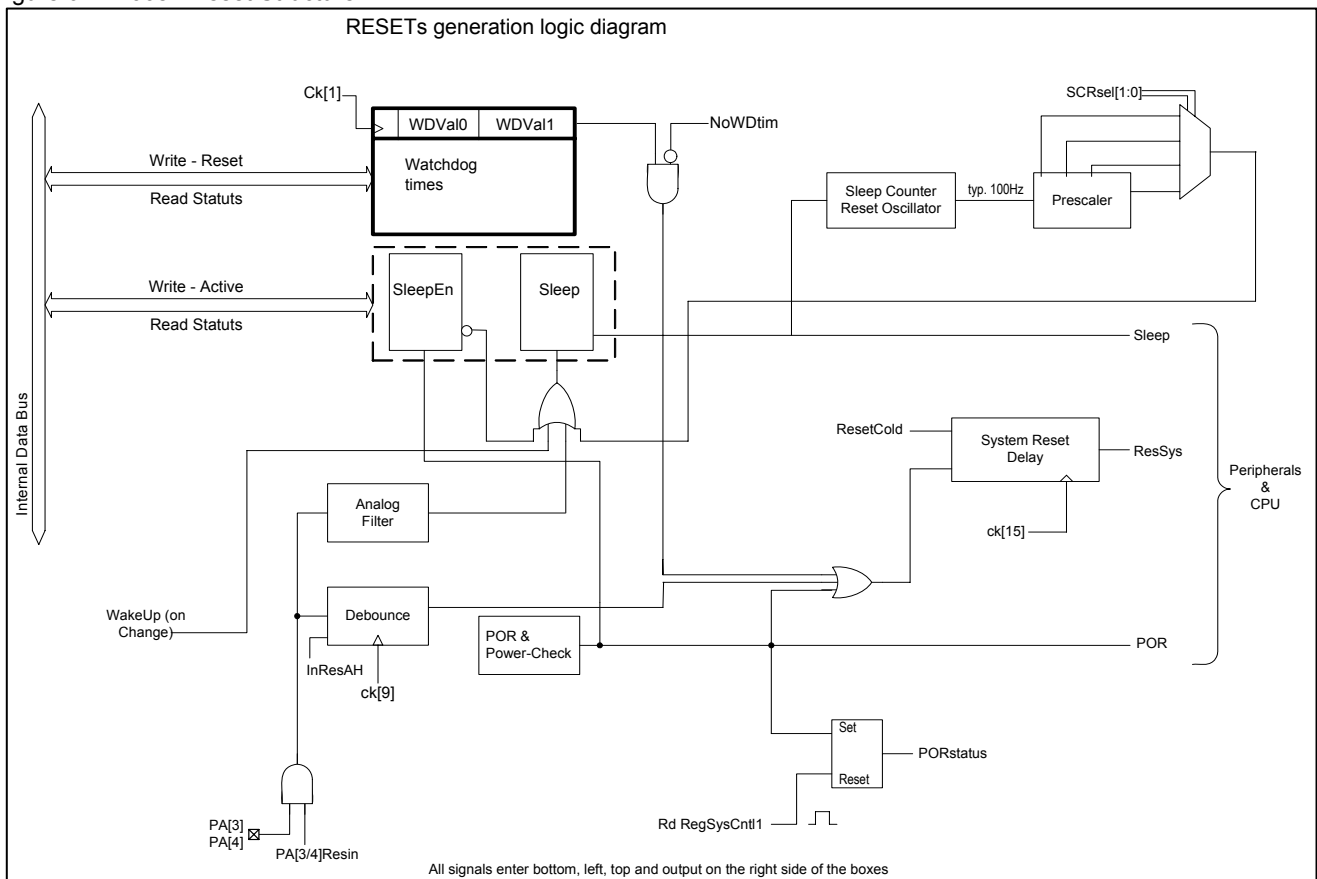 RESETs generation logic diagram
Ck[1]
WDVal0 WDVal1
NoWDtim
SCRsel[1:0]
Write - Reset
Read Statuts
Watchdog
times
Sleep Counter
Reset Oscillator
typ. 100Hz
Prescaler
Write - Active
Read Statuts
SleepEn
Sleep
Sleep
Internal Data Bus
ResetCold
System Reset
Delay
ResSys
Peripherals
&
CPU
ck[15]
Analog
Filter
WakeUp (on
Change)
Debounce
InResAH
ck[9]
POR &
Power-Check
POR
Set
Reset
PORstatus
Rd RegSysCntl1
PA[3]
PA[4]
PA[3/4]Resin
All signals enter bottom, left, top and output on the right side of the boxes